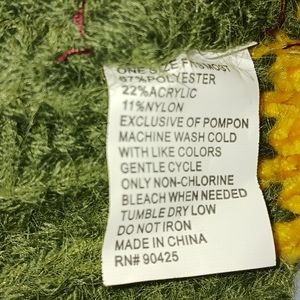 ONE SIZE FITS MOST
67%POLYESTER
22%ACRYLIC
11%NYLON
EXCLUSIVE OF POMPON
MACHINE WASH COLD
WITH LIKE COLORS
GENTLE CYCLE
ONLY NON-CHLORINE
BLEACH WHEN NEEDED
TUMBLE DRY LOW
DO NOT IRON
MADE IN CHINA
RN# 90425